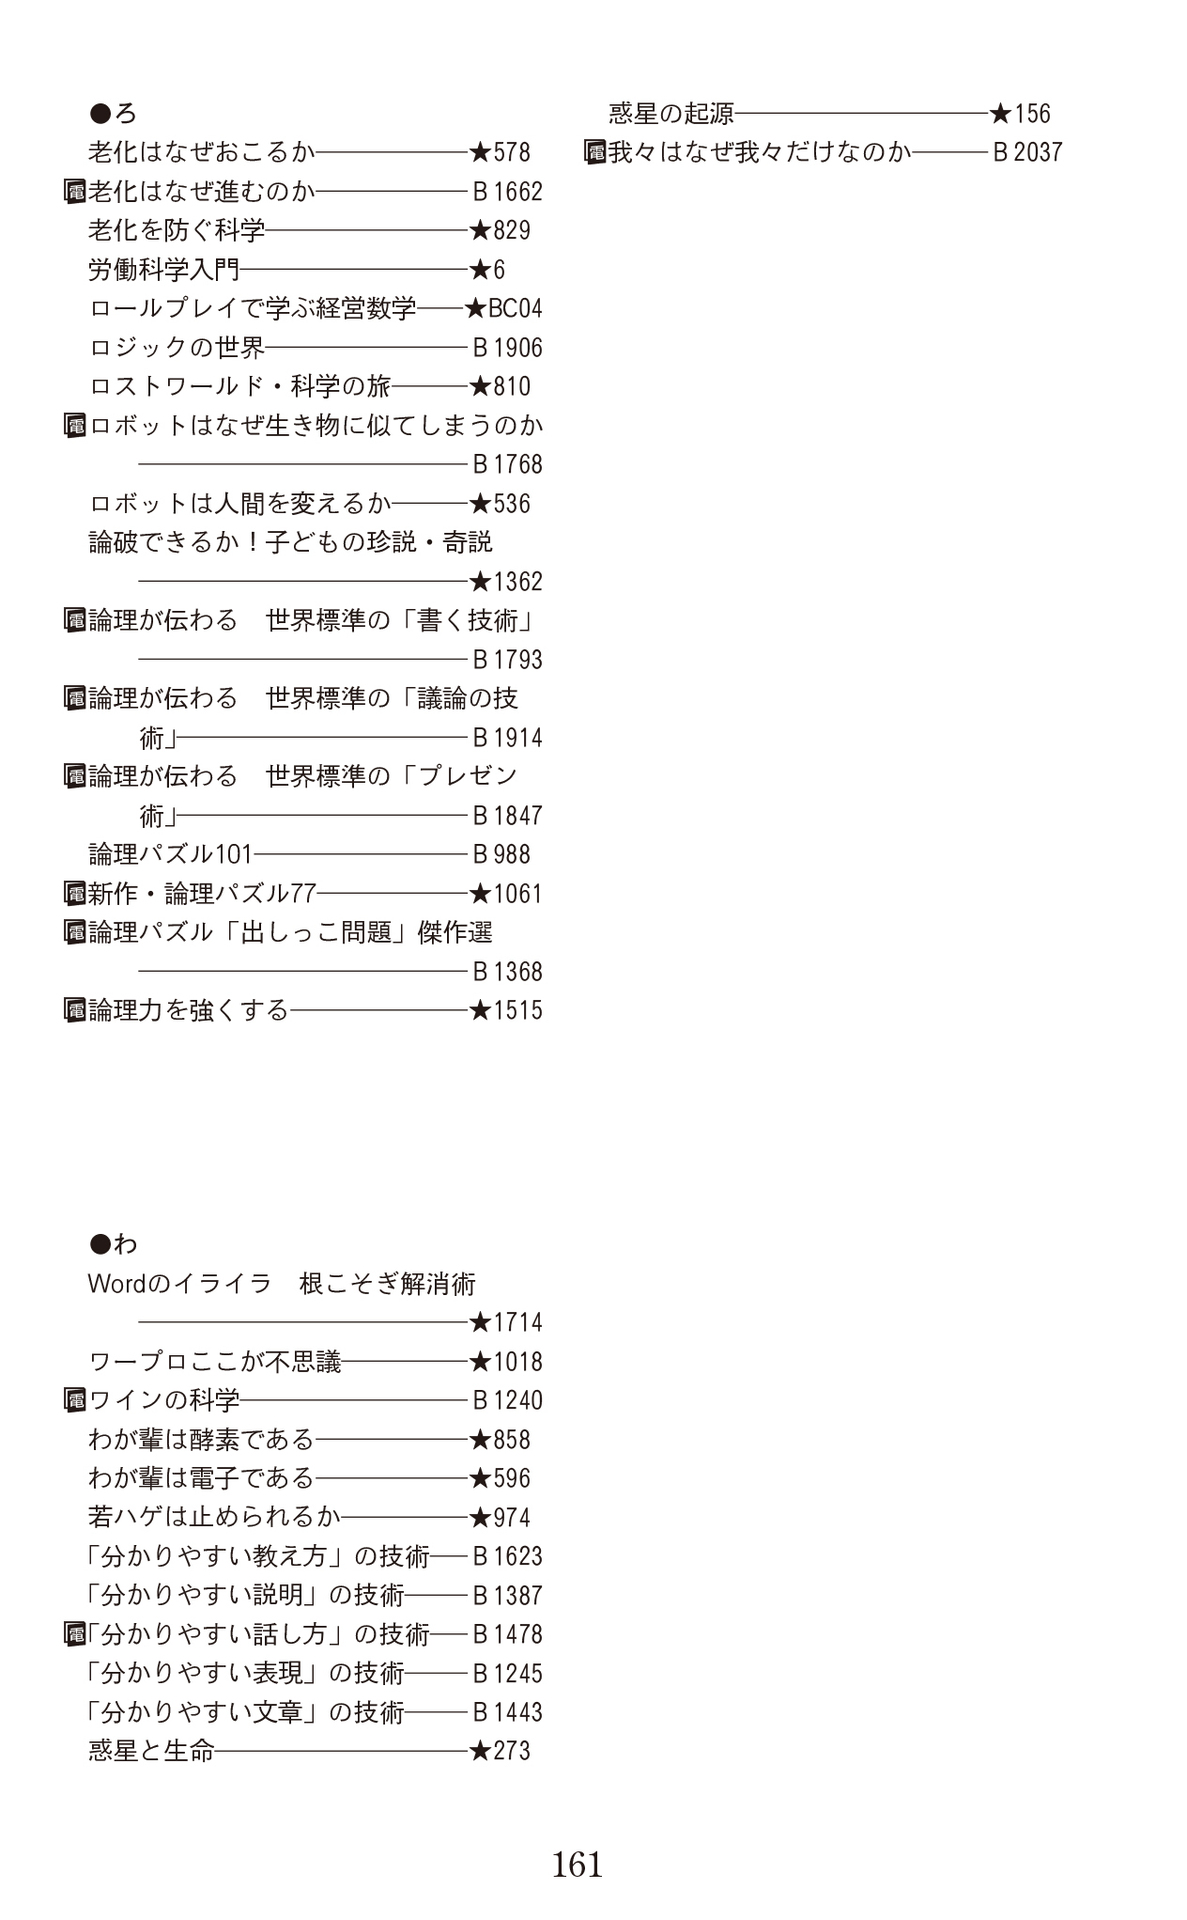 ●ろ
老化はなぜおこるか――――――★578
電老化はなぜ進むのか――――――B1662
老化を防ぐ科学――――――――★829
労働科学入門―――――――――★6
ロールプレイで学ぶ経営数学――★BC04
ロジックの世界――――――――B1906
ロストワールド・科学の旅―――★810
電ロボットはなぜ生き物に似てしまうのか
―――――――――――――B1768
ロボットは人間を変えるか―――★536
論破できるか!子どもの珍説・奇説
―――――――――――――★1362
電論理が伝わる　世界標準の「書く技術」
―――――――――――――B1793
電論理が伝わる　世界標準の「議論の技
術」―――――――――――B1914
電論理が伝わる　世界標準の「プレゼン
術」―――――――――――B1847
論理パズル101――――――――B988
電新作・論理パズル77――――――★1061
電論理パズル「出しっこ問題」傑作選
―――――――――――――B1368
電論理力を強くする―――――――★1515
●わ
Wordのイライラ　根こそぎ解消術
―――――――――――――★1714
ワープロここが不思議―――――★1018
電ワインの科学―――――――――B1240
わが輩は酵素である――――――★858
わが輩は電子である――――――★596
若ハゲは止められるか―――――★974
「分かりやすい教え方」の技術――B1623
「分かりやすい説明」の技術―――B1387
電「分かりやすい話し方」の技術――B1478
「分かりやすい表現」の技術―――B1245
「分かりやすい文章」の技術―――B1443
惑星と生命――――――――――★273
惑星の起源――――――――――★156
電我々はなぜ我々だけなのか―――B2037
161